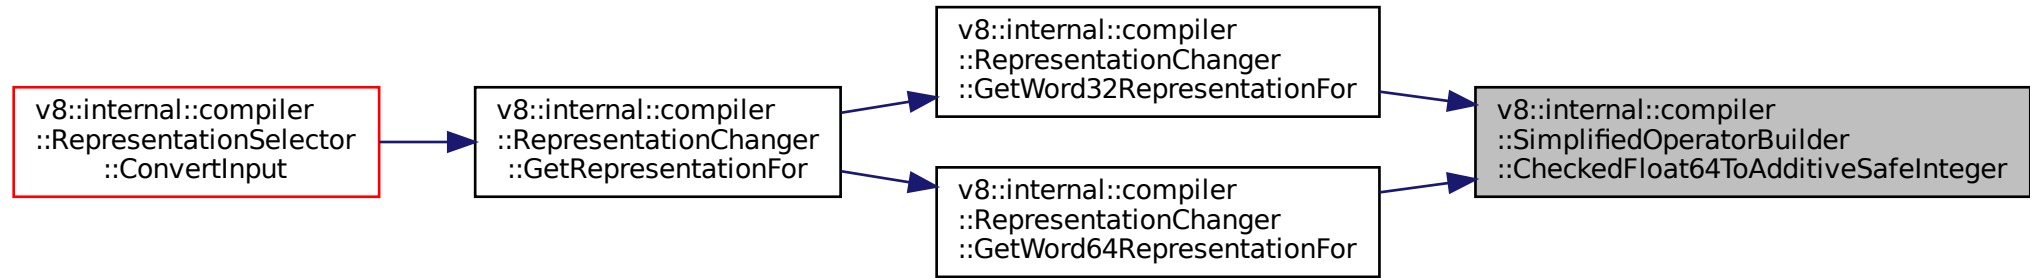 v8::internal::compiler
::RepresentationSelector
::ConvertInput
v8::internal::compiler
::RepresentationChanger
::GetRepresentationFor
v8::internal::compiler
::RepresentationChanger
::GetWord32RepresentationFor
v8::internal::compiler
::RepresentationChanger
::GetWord64RepresentationFor
v8::internal::compiler
::SimplifiedOperatorBuilder
::CheckedFloat64ToAdditiveSafeInteger